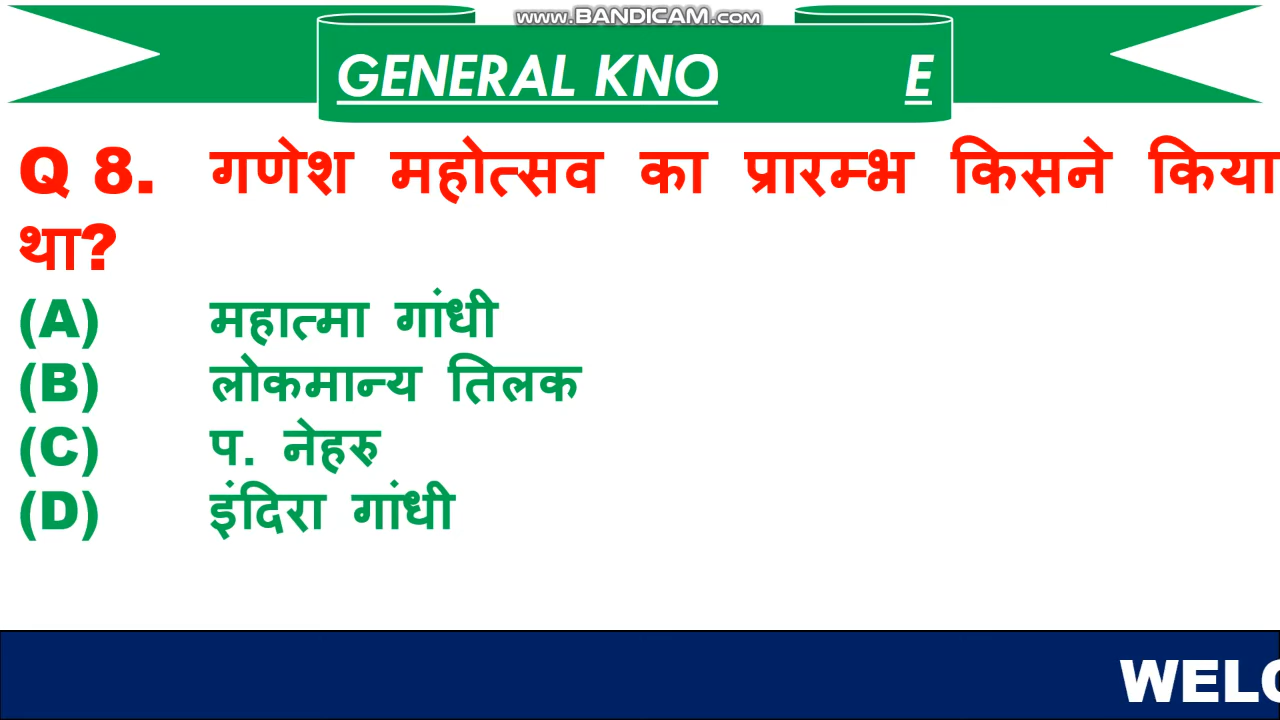 www.BANDICAM.com
GENERAL KNO E
Q 8. गणेश महोत्सव का प्रारम्भ किसने किया
था?
(A) महात्मा गांधी
(B) लोकमान्य तिलक
(C) प. नेहरु
(D) इंदिरा गांधी
WELC